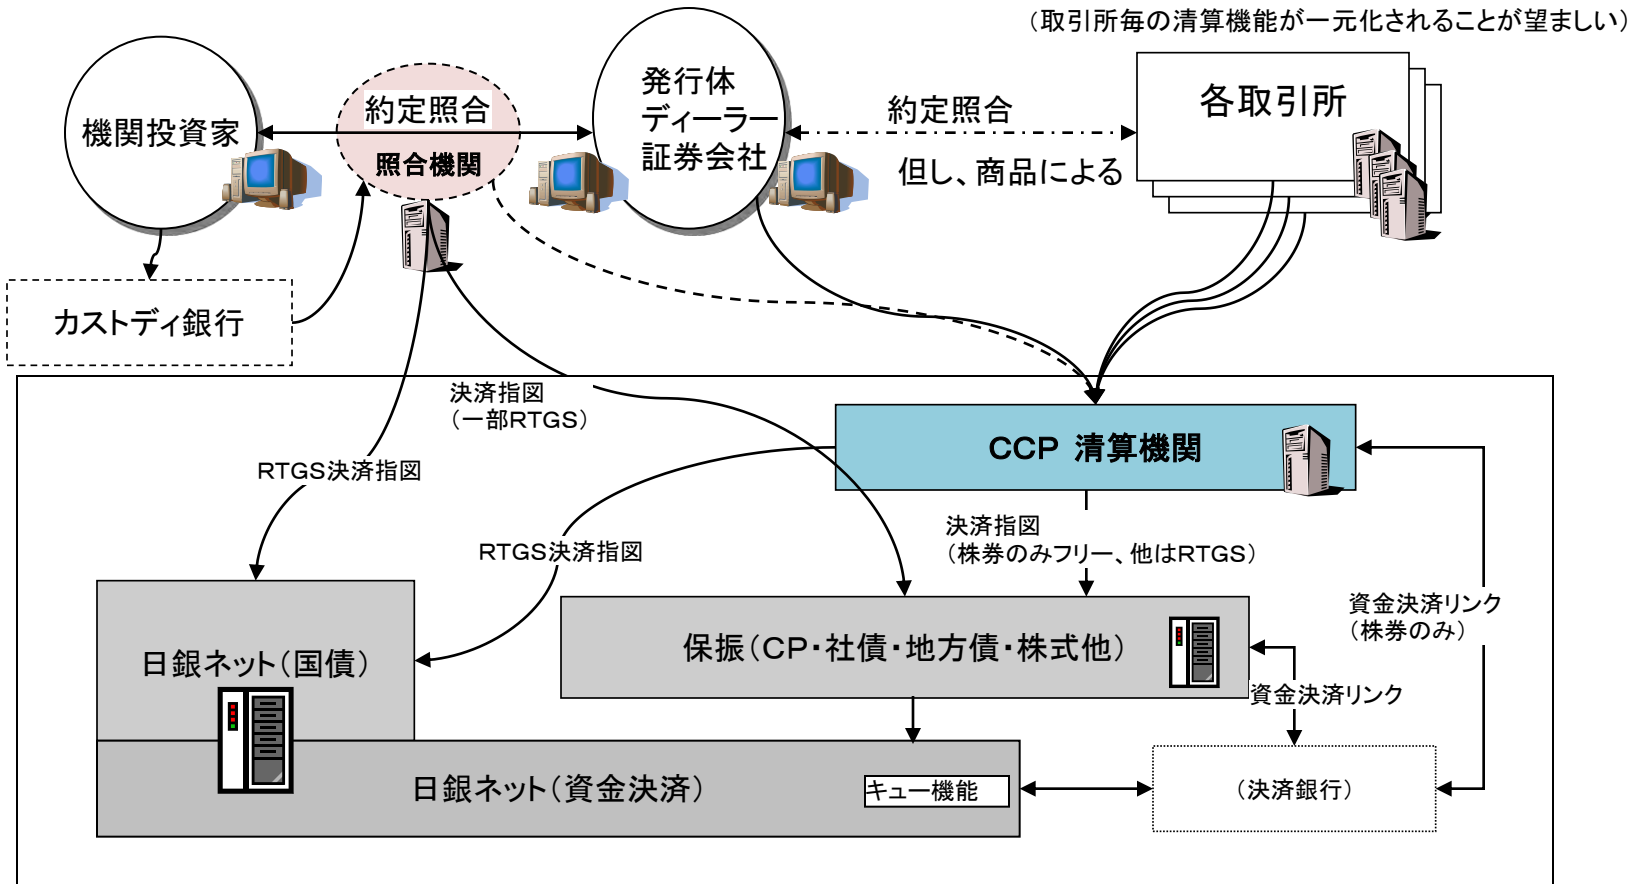 （取引所毎の清算機能が一元化されることが望ましい）
機関投資家
約定照合
照合機関
発行体
ディーラー
証券会社
約定照合
但し、商品による
各取引所
カストディ銀行
決済指図
（一部RTGS）
RTGS決済指図
CCP 清算機関
RTGS決済指図
決済指図
（株券のみフリー、他はRTGS）
資金決済リンク
（株券のみ）
日銀ネット（国債）
保振（CP・社債・地方債・株式他）
資金決済リンク
日銀ネット（資金決済）
キュー機能
（決済銀行）